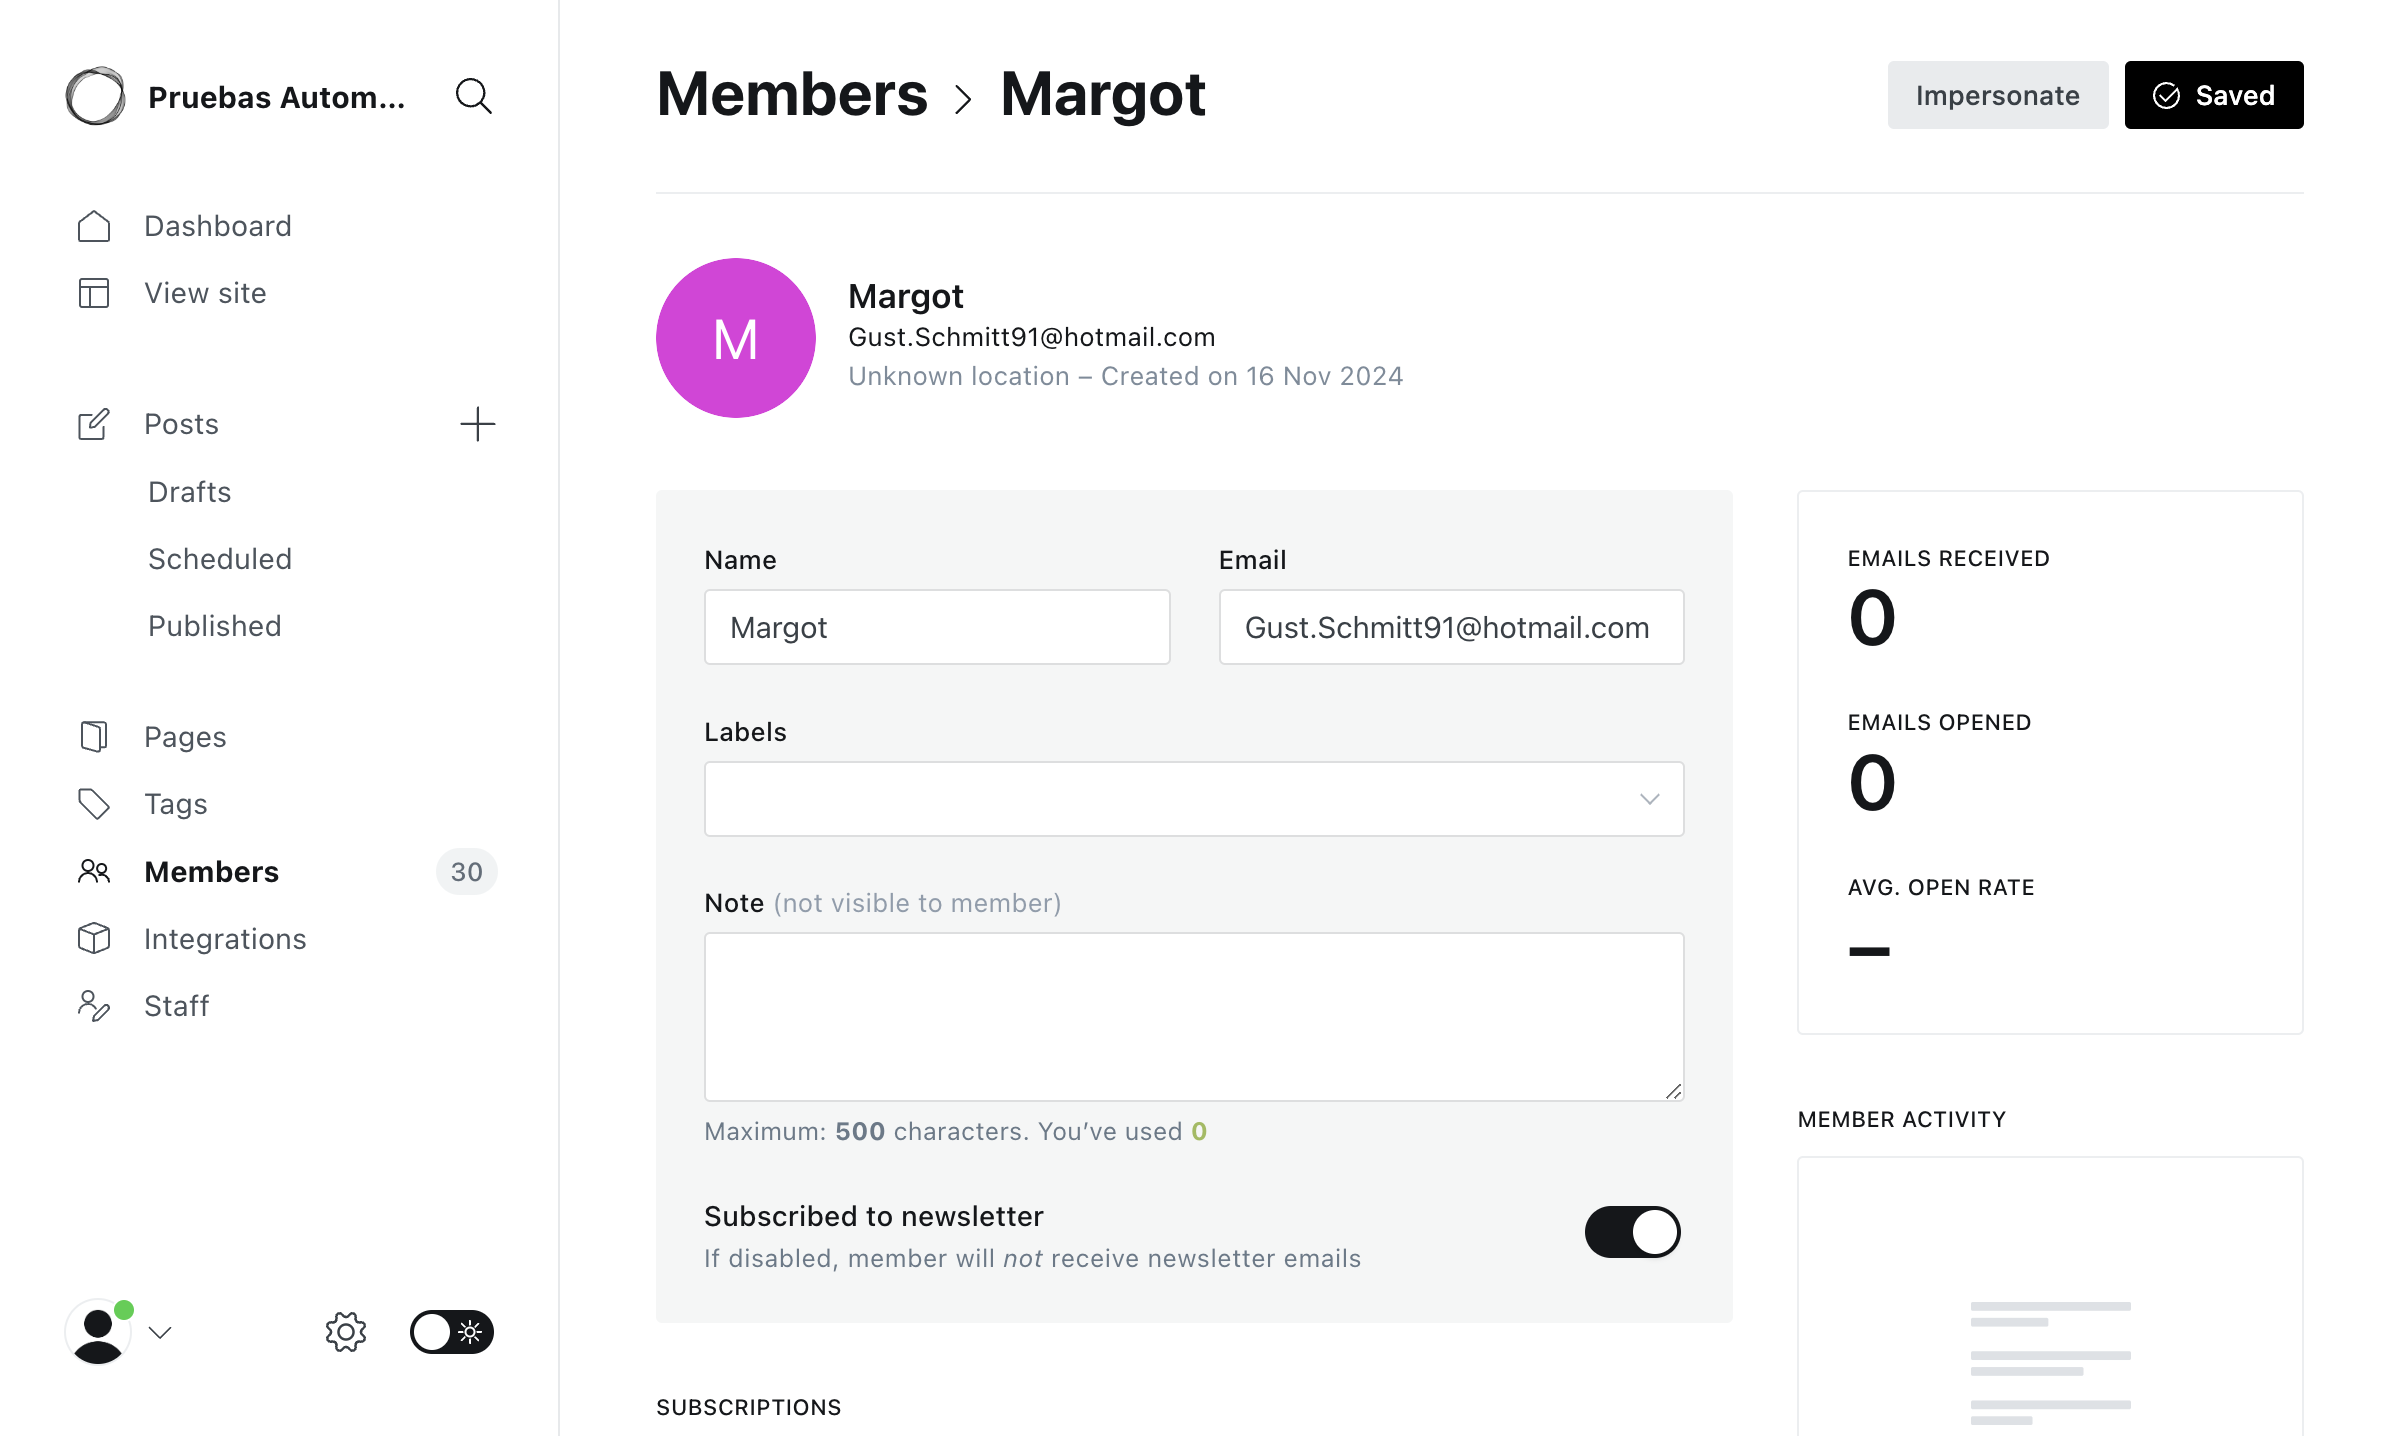 Pruebas Autom...
Dashboard
View site
Posts
Drafts
Scheduled
Published
Pages
Tags
Members
30
Integrations
Staff
Members > Margot
Impersonate
Saved
M
Margot
Gust.Schmitt91@hotmail.com
Unknown location – Created on 16 Nov 2024
Name
Margot
Email
Gust.Schmitt91@hotmail.com
Labels
Note (not visible to member)
Maximum: 500 characters. You’ve used 0
Subscribed to newsletter
If disabled, member will not receive newsletter emails
SUBSCRIPTIONS
EMAILS RECEIVED
0
EMAILS OPENED
0
AVG. OPEN RATE
–
MEMBER ACTIVITY